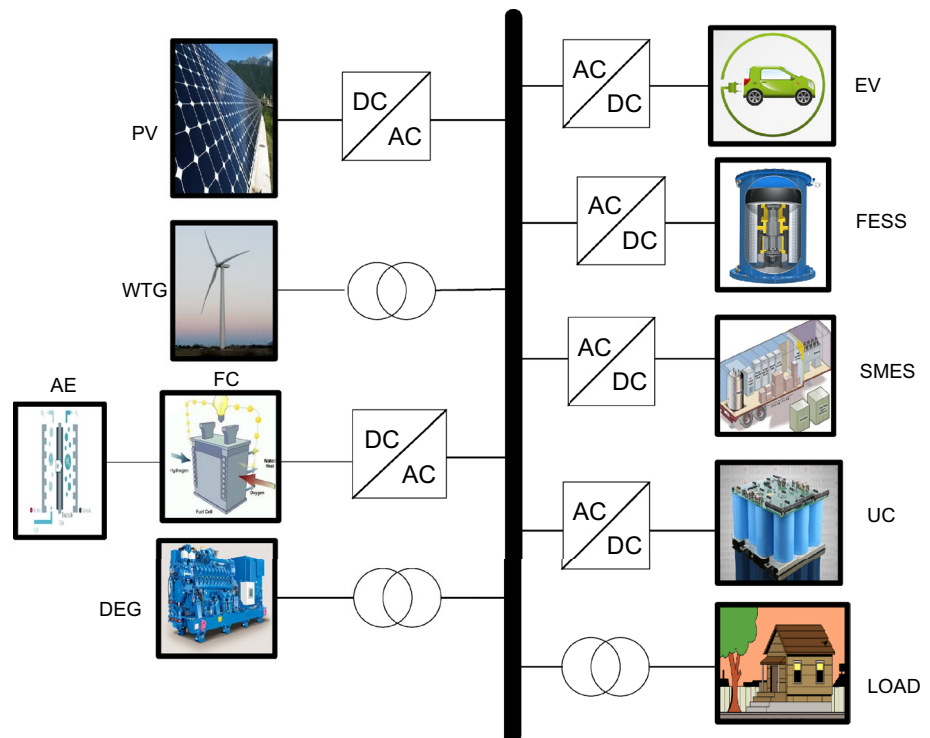 PV
DC
AC
WTG
AE
FC
Hydrogen
Oxygen
Fuel Cell
DC
AC
DEG
AC
DC
EV
AC
DC
FESS
AC
DC
SMES
AC
DC
UC
LOAD